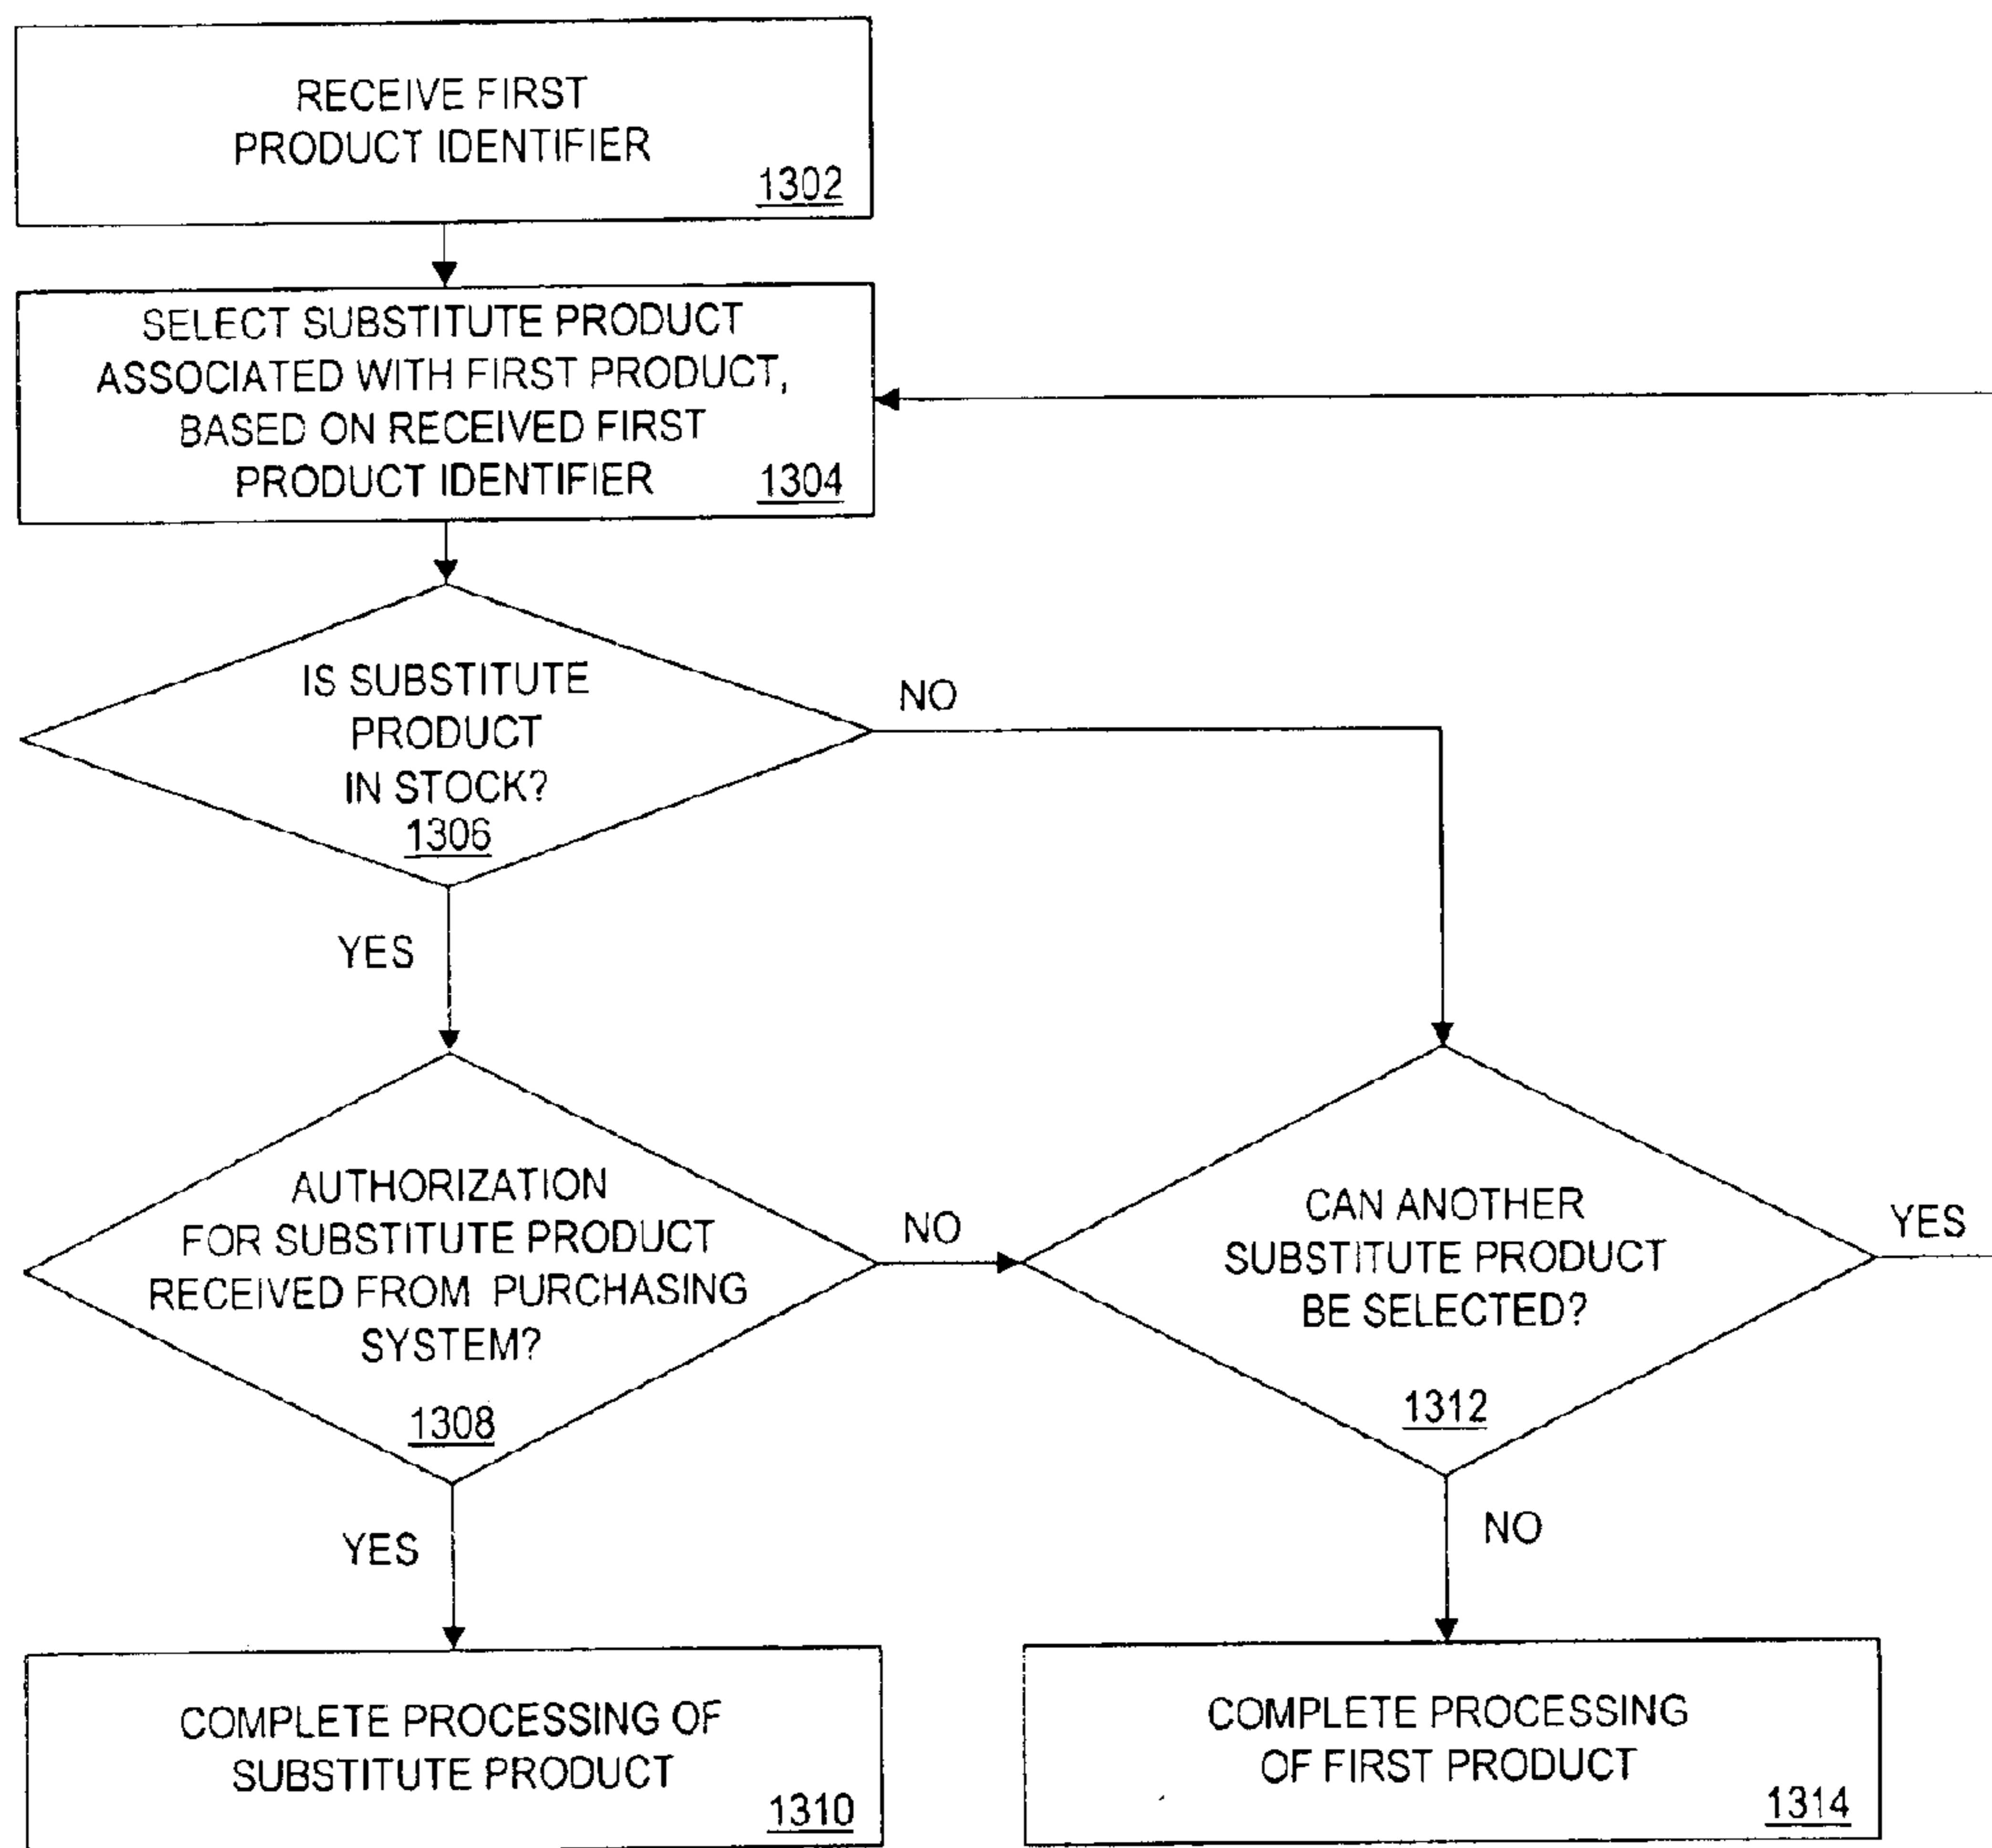 RECEIVE FIRST
PRODUCT IDENTIFIER
1302
SELECT SUBSTITUTE PRODUCT
ASSOCIATED WITH FIRST PRODUCT,
BASED ON RECEIVED FIRST
PRODUCT IDENTIFIER
1304
IS SUBSTITUTE
PRODUCT
IN STOCK?
1306
NO
YES
AUTHORIZATION
FOR SUBSTITUTE PRODUCT
RECEIVED FROM PURCHASING
SYSTEM?
1308
NO
YES
CAN ANOTHER
SUBSTITUTE PRODUCT
BE SELECTED?
1312
YES
NO
COMPLETE PROCESSING OF
SUBSTITUTE PRODUCT
1310
COMPLETE PROCESSING
OF FIRST PRODUCT
1314